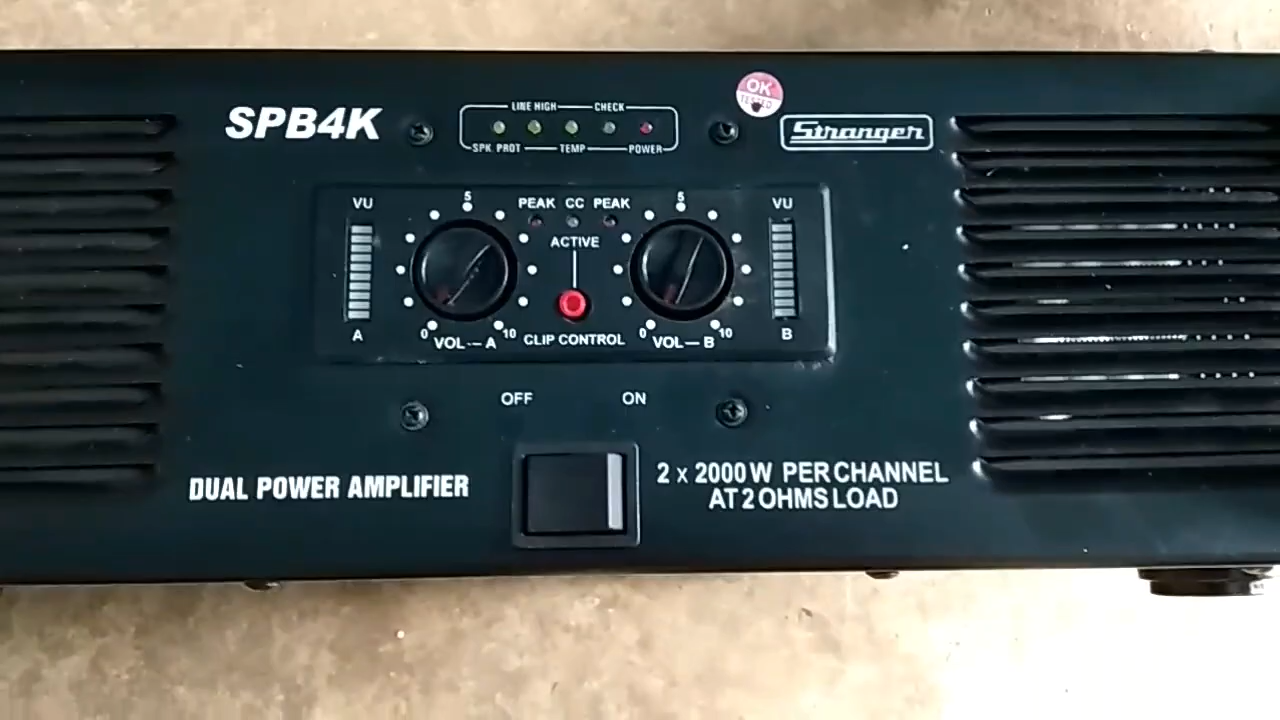 SPB4K
LINE HIGH CHECK
SPK. PROT TEMP POWER
OK
TESTED
Stranger
VU 5 PEAK CC PEAK 5 VU
ACTIVE
A 0 VOL-A 10 CLIP CONTROL 0 VOL-B 10 B
OFF ON
DUAL POWER AMPLIFIER
2 x 2000W PER CHANNEL
AT 2 OHMS LOAD